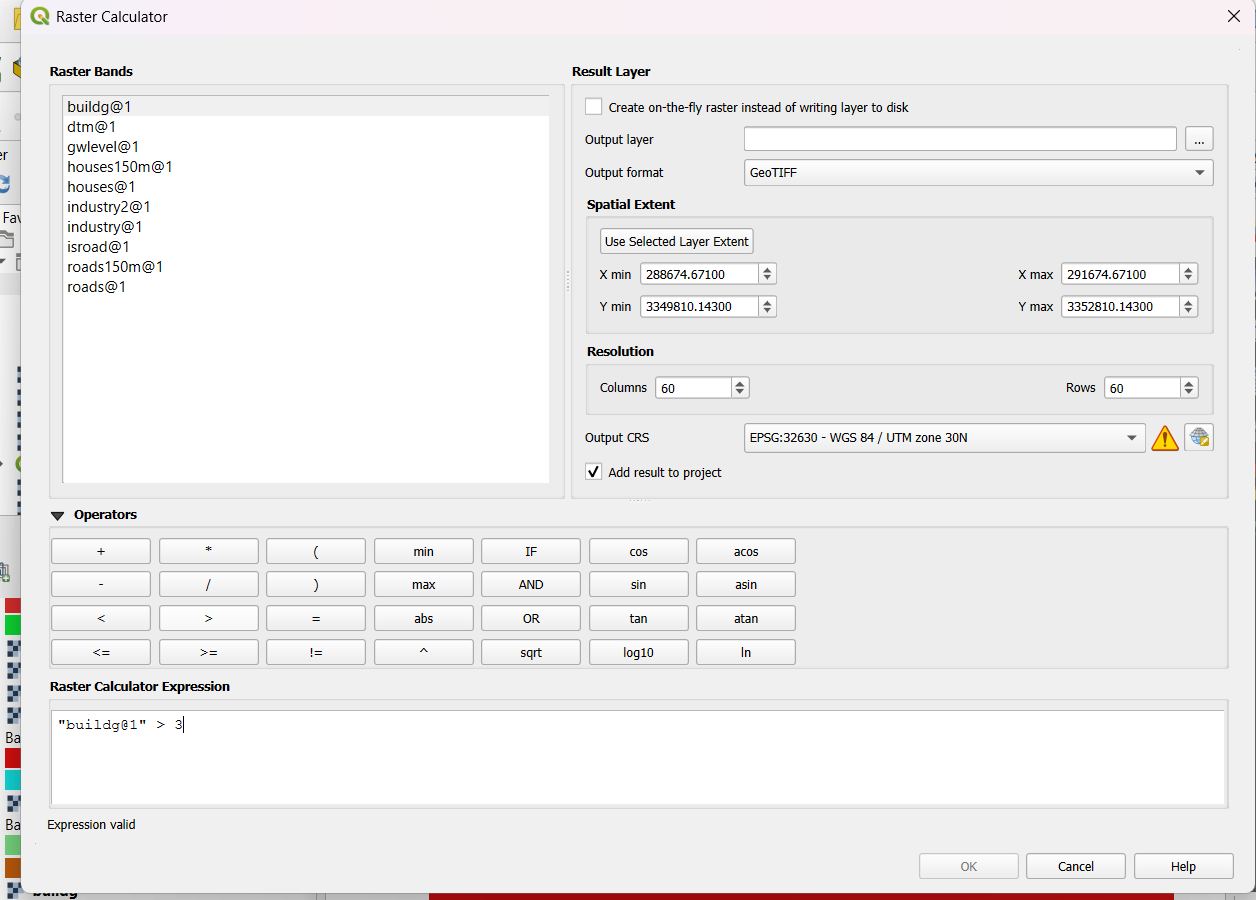 Raster Calculator
Raster Bands
buildg@1
dtm@1
gwlevel@1
houses150m@1
houses@1
industry2@1
industry@1
isroad@1
roads150m@1
roads@1
Result Layer
Create on-the-fly raster instead of writing layer to disk
Output layer ...
Output format GeoTIFF
Spatial Extent
Use Selected Layer Extent
X min 288674.67100 X max 291674.67100
Y min 3349810.14300 Y max 3352810.14300
Resolution
Columns 60 Rows 60
Output CRS EPSG:32630 - WGS 84 / UTM zone 30N
Add result to project
Operators
+ * ( min IF cos acos
- / ) max AND sin asin
< > = abs OR tan atan
<= >= != ^ sqrt log10 ln
Raster Calculator Expression
"buildg@1" > 3
Expression valid
OK Cancel Help
er
Fav
Ba
Ba
buildg